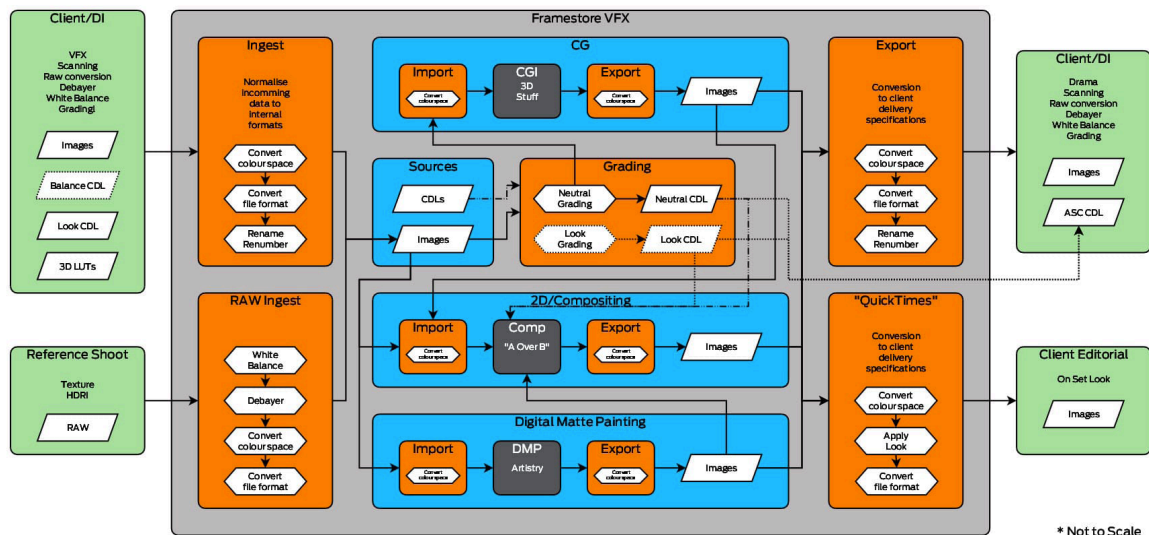 Client/DI
VFX
Scanning
Raw conversion
Debayer
White Balance
Grading|
Images
Balance CDL
Look CDL
3D LUTs
Reference Shoot
Texture
HDRI
RAW
Framestore VFX
Ingest
Normalise
incomming
data to
internal
formats
Convert
colourspace
Convert
file format
Rename
Renumber
RAW Ingest
White
Balance
Debayer
Convert
colourspace
Convert
file format
CG
Import
Convert
colourspace
CGI
3D
Stuff
Export
Convert
colourspace
Images
Sources
CDLs
Images
Grading
Neutral
Grading
Neutral CDL
Look
Grading
Look CDL
2D/Compositing
Import
Convert
colourspace
Comp
"A Over B"
Export
Convert
colourspace
Images
Digital Matte Painting
Import
Convert
colourspace
DMP
Artistry
Export
Convert
colourspace
Images
Export
Conversion
to client
delivery
specifications
Convert
colourspace
Convert
file format
Rename
Renumber
"QuickTimes"
Conversion
to client
delivery
specifications
Convert
colourspace
Apply
Look
Convert
file format
Client/DI
Drama
Scanning
Raw conversion
Debayer
White Balance
Grading
Images
ASC CDL
Client Editorial
On Set Look
Images
* Not to Scale